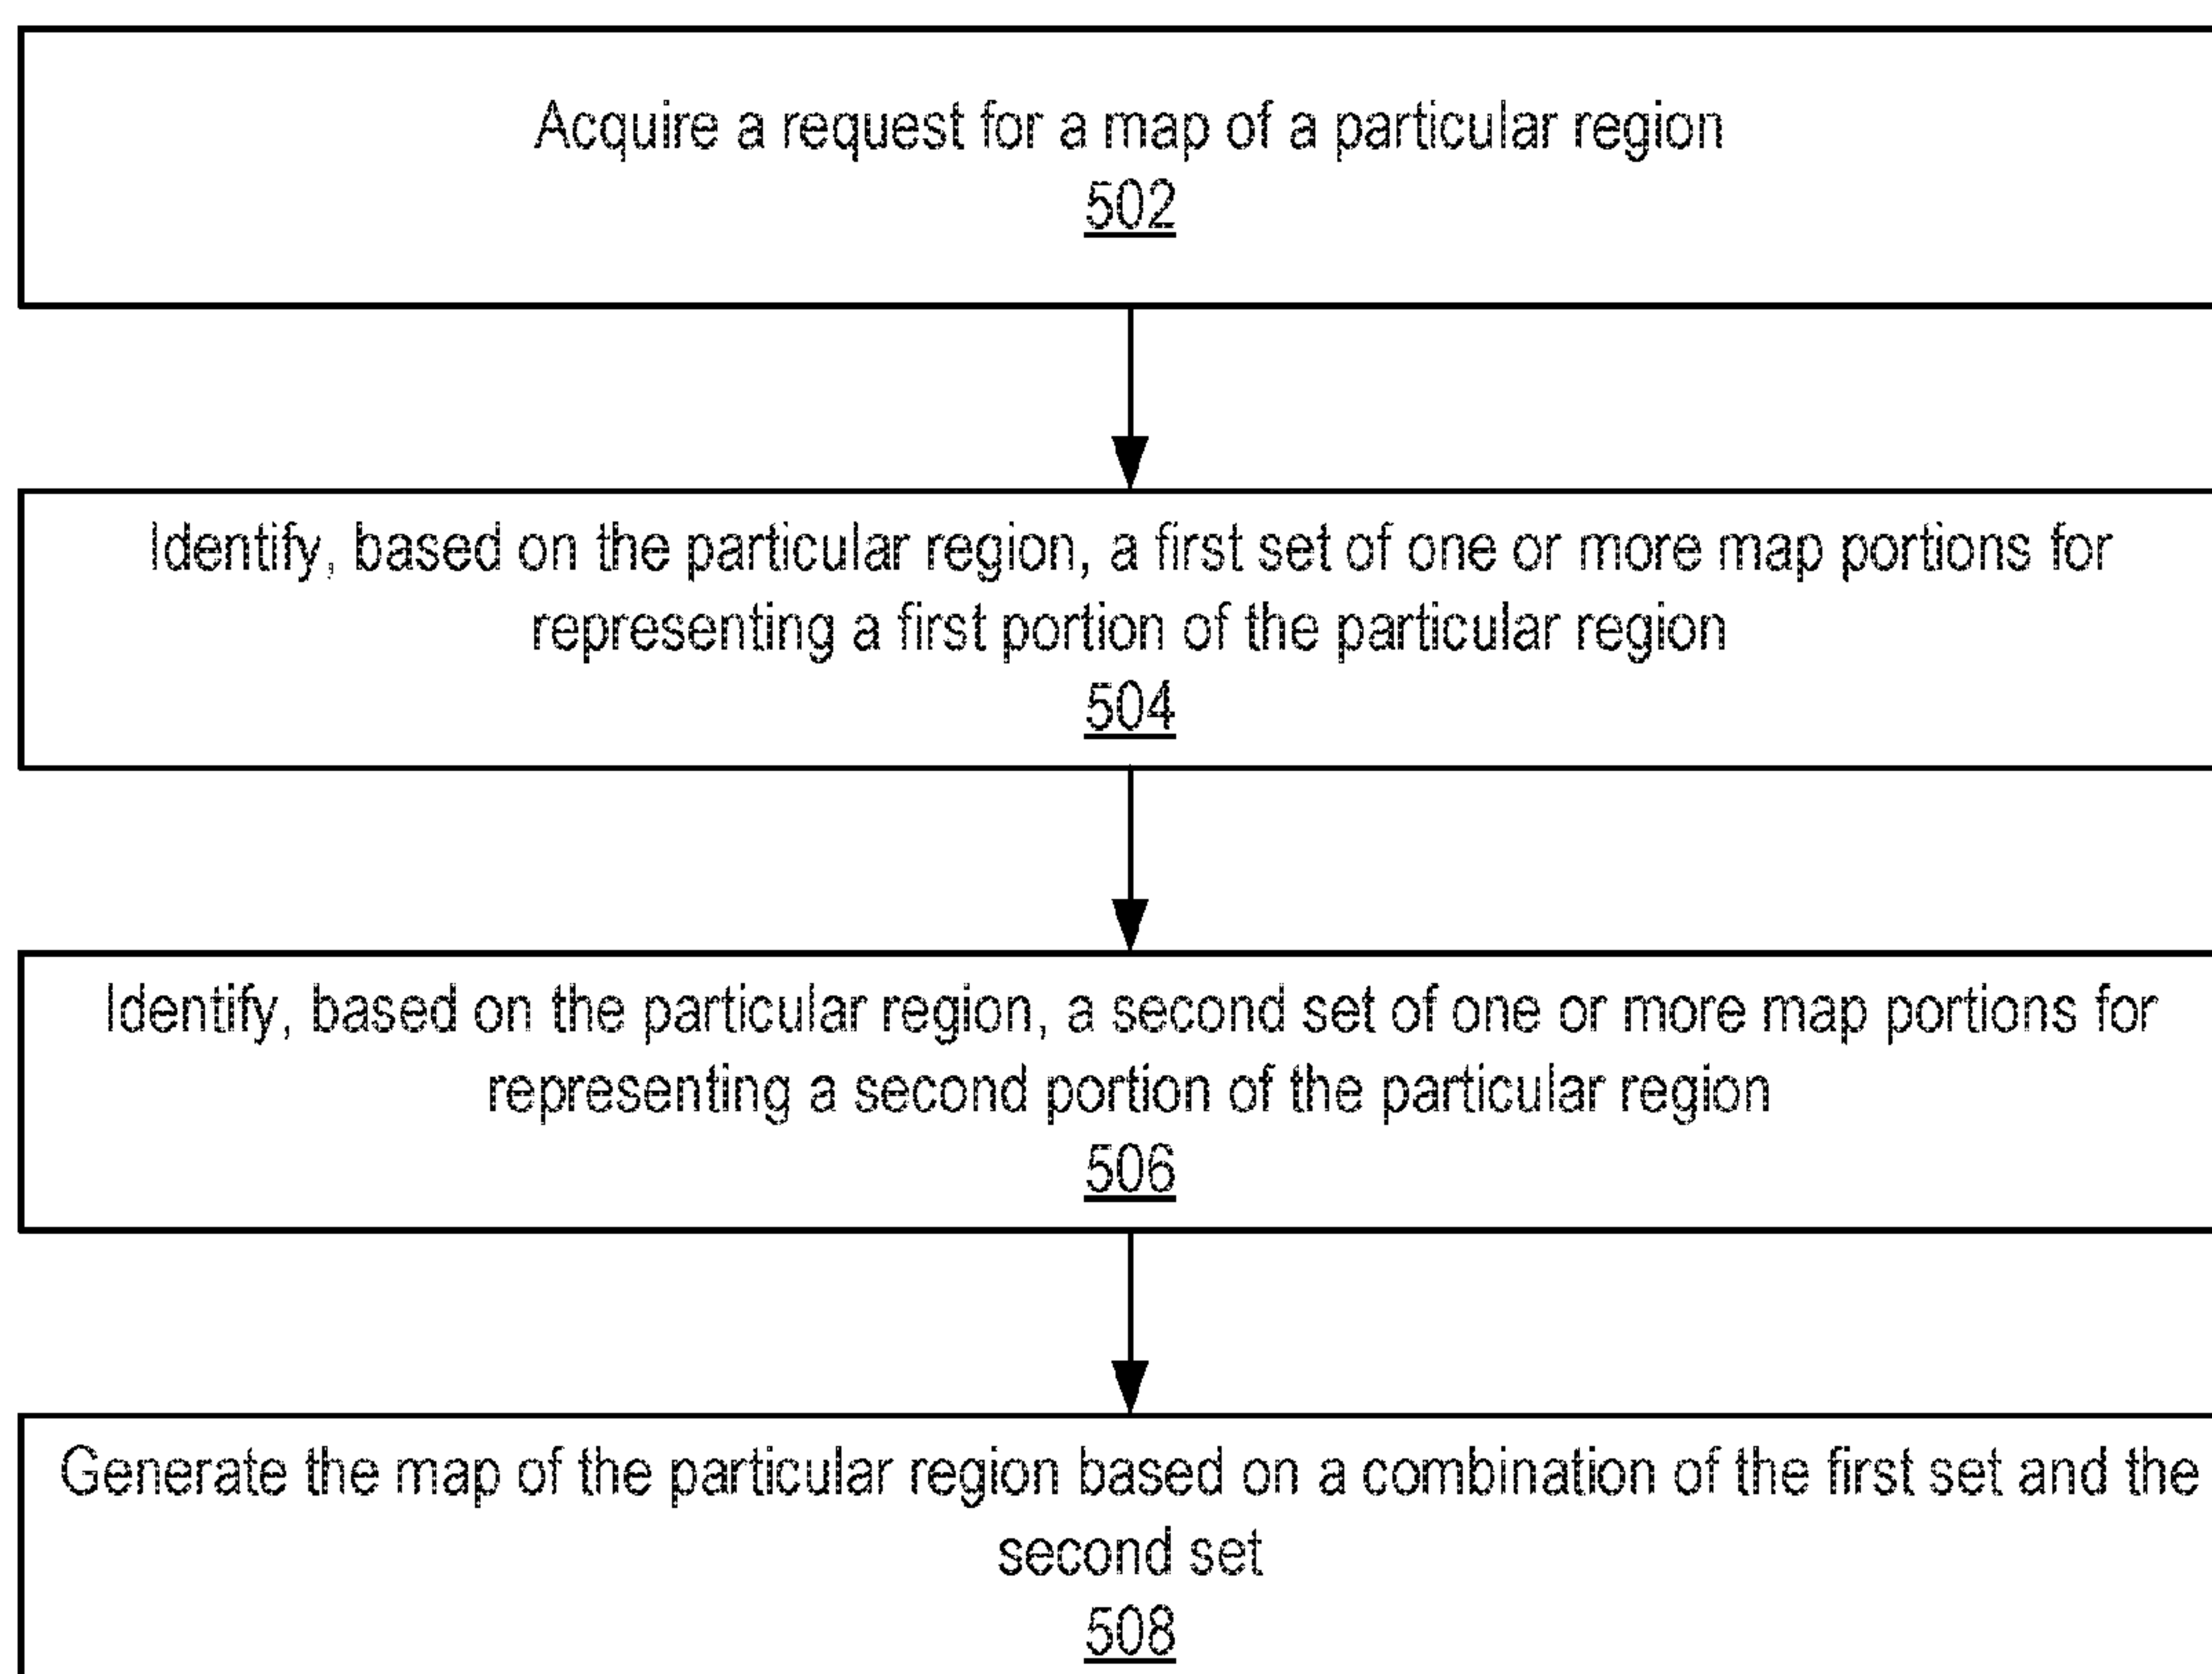 Acquire a request for a map of a particular region
502
Identify, based on the particular region, a first set of one or more map portions for
representing a first portion of the particular region
504
Identify, based on the particular region, a second set of one or more map portions for
representing a second portion of the particular region
506
Generate the map of the particular region based on a combination of the first set and the
second set
508